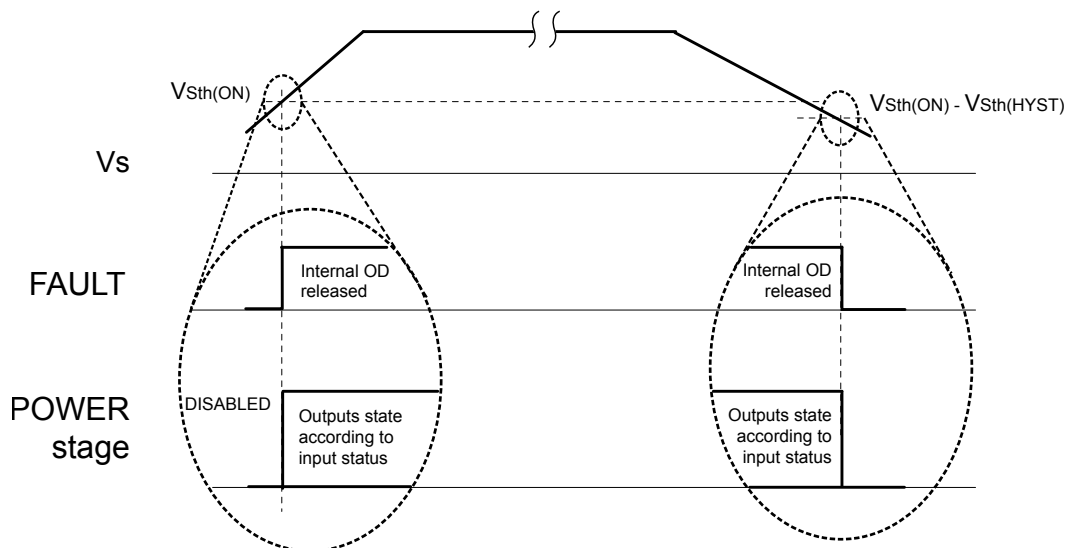 VSth(ON)
VSth(ON) - VSth(HYST)
Vs
FAULT
Internal OD
released
Internal OD
released
POWER
stage
DISABLED
Outputs state
according to
input status
Outputs state
according to
input status